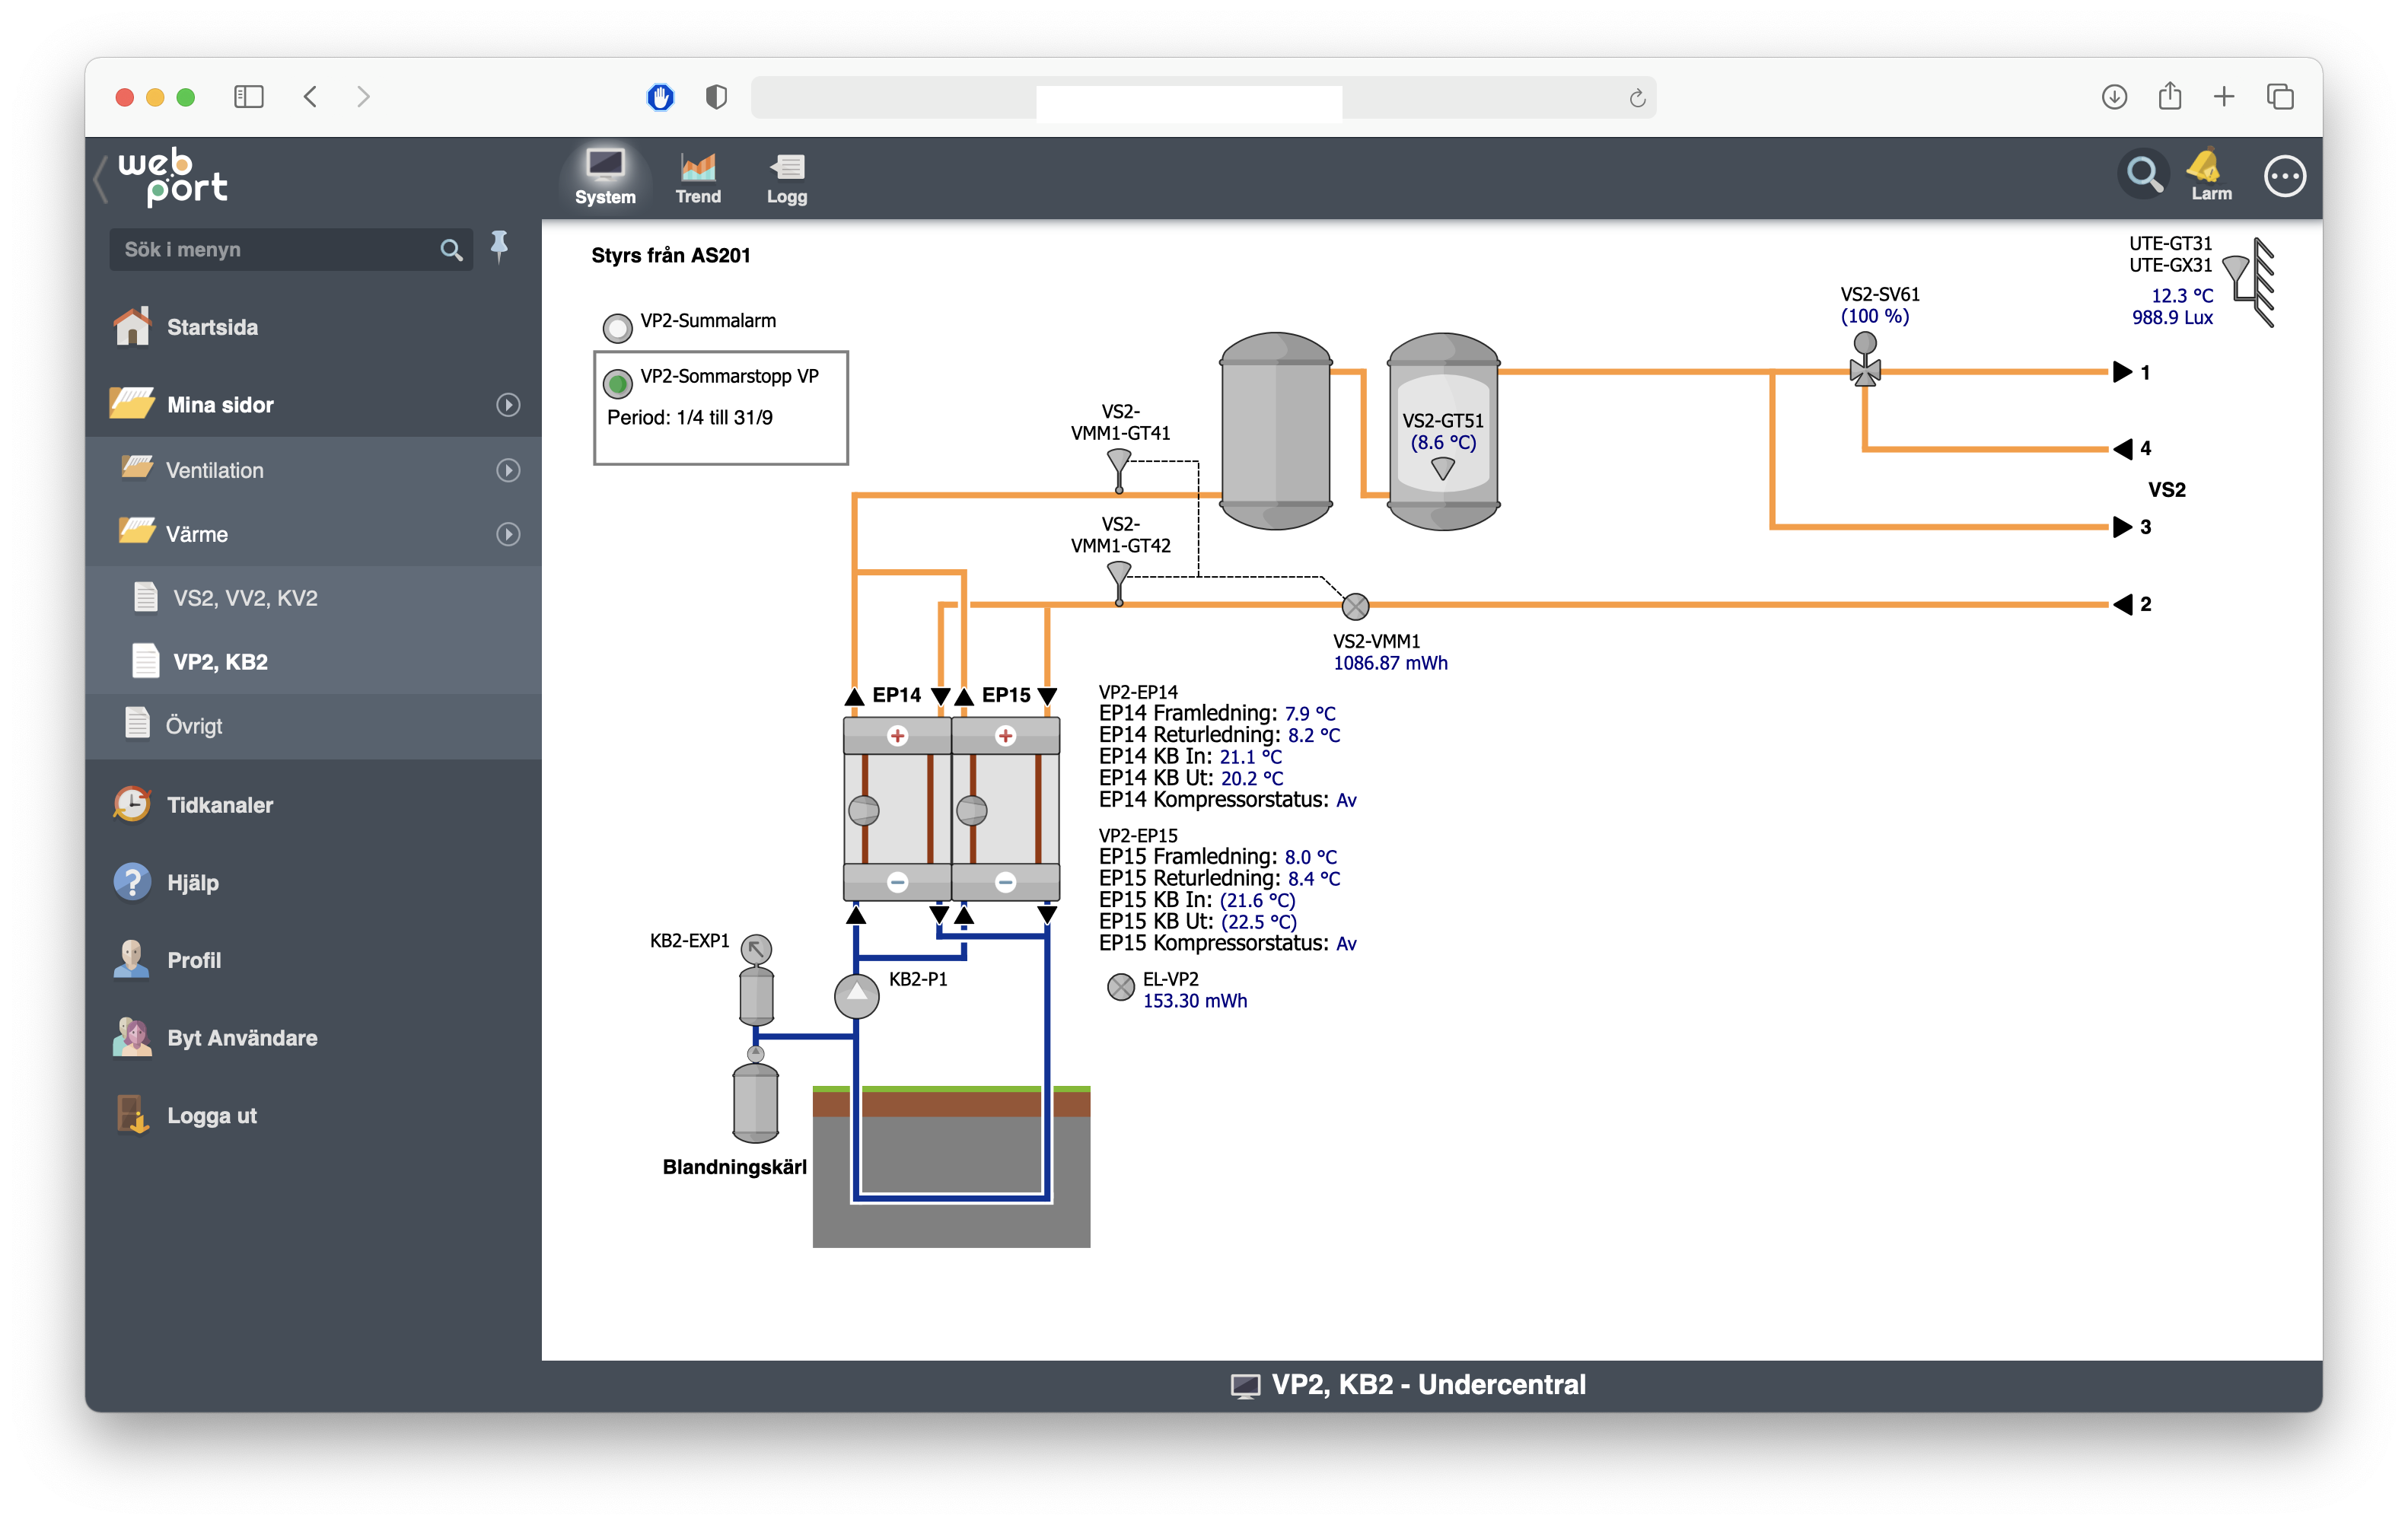 web
port
System
Trend
Logg
Larm
Sök i menyn
Startsida
Mina sidor
Ventilation
Värme
VS2, VV2, KV2
VP2, KB2
Övrigt
Tidkanaler
Hjälp
Profil
Byt Användare
Logga ut
Styrs från AS201
VP2-Summalarm
VP2-Sommarstopp VP
Period: 1/4 till 31/9
UTE-GT31
UTE-GX31
12.3 °C
988.9 Lux
VS2-SV61
(100 %)
1
4
VS2
3
2
VS2-GT51
(8.6 °C)
VS2-
VMM1-GT41
VS2-
VMM1-GT42
VS2-VMM1
1086.87 mWh
EP14
EP15
VP2-EP14
EP14 Framledning: 7.9 °C
EP14 Returledning: 8.2 °C
EP14 KB In: 21.1 °C
EP14 KB Ut: 20.2 °C
EP14 Kompressorstatus: Av
VP2-EP15
EP15 Framledning: 8.0 °C
EP15 Returledning: 8.4 °C
EP15 KB In: (21.6 °C)
EP15 KB Ut: (22.5 °C)
EP15 Kompressorstatus: Av
EL-VP2
153.30 mWh
KB2-EXP1
KB2-P1
Blandningskärl
VP2, KB2 - Undercentral